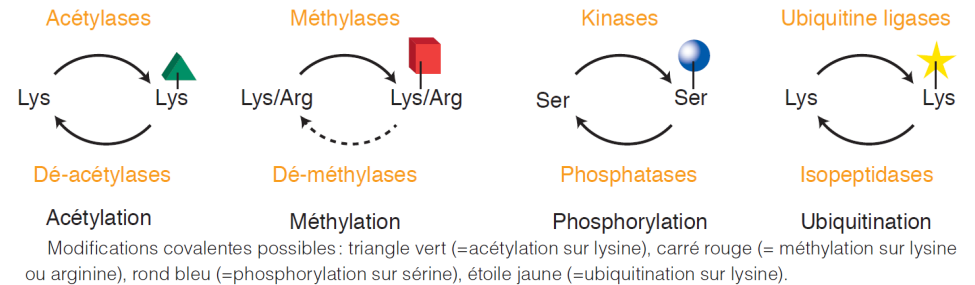 Acétylases Méthylases Kinases Ubiquitine ligases
Lys Lys Lys/Arg Lys/Arg Ser Ser Lys Lys
Dé-acétylases Dé-méthylases Phosphatases Isopeptidases
Acétylation Méthylation Phosphorylation Ubiquitination
Modifications covalentes possibles : triangle vert (=acétylation sur lysine), carré rouge (= méthylation sur lysine
ou arginine), rond bleu (=phosphorylation sur sérine), étoile jaune (=ubiquitination sur lysine).